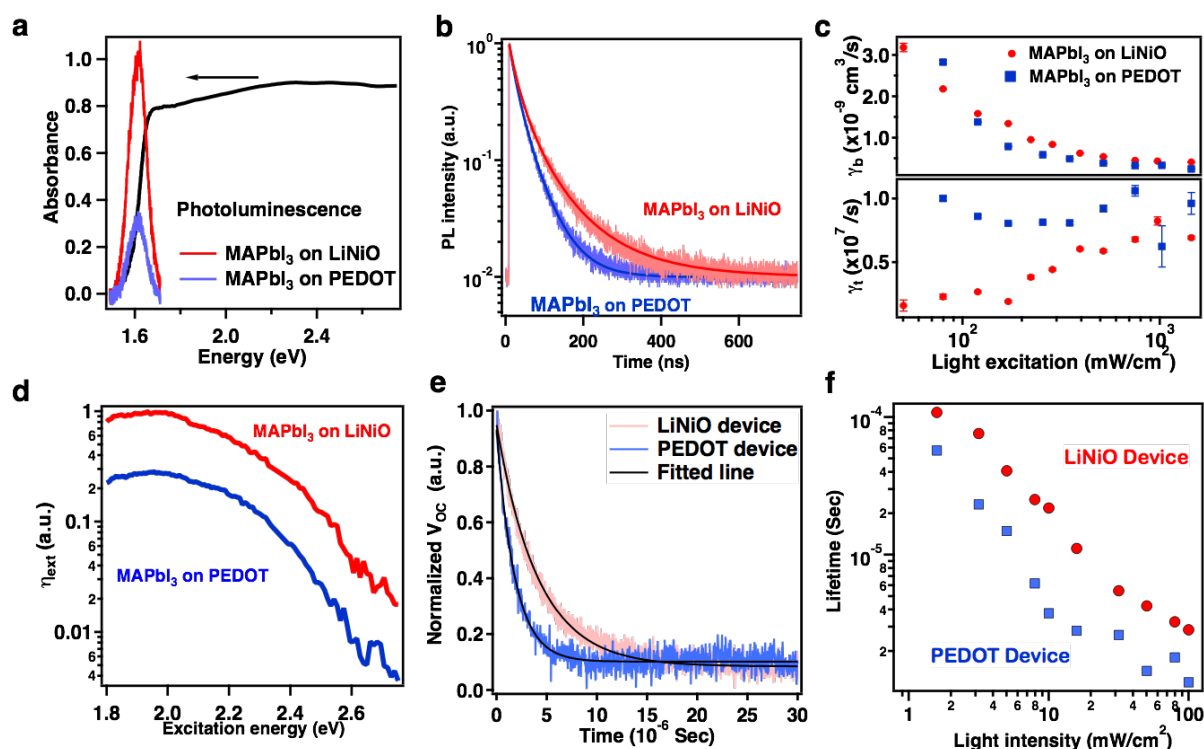 a
Absorbance
1.0
0.8
0.6
0.4
0.2
0.0
Photoluminescence
MAPbI3 on LiNiO
MAPbI3 on PEDOT
1.6
2.0
2.4
Energy (eV)
b
PL intensity (a.u.)
10^0
10^-1
10^-2
MAPbI3 on LiNiO
MAPbI3 on PEDOT
0
200
400
600
Time (ns)
c
γb (x10^-9 cm^3/s)
3.0
2.0
1.0
MAPbI3 on LiNiO
MAPbI3 on PEDOT
γt (x10^7/s)
1.0
0.5
10^2
10^3
Light excitation (mW/cm^2)
d
ηext (a.u.)
1
6
4
2
0.1
6
4
2
0.01
6
4
MAPbI3 on LiNiO
MAPbI3 on PEDOT
1.8
2.0
2.2
2.4
2.6
Excitation energy (eV)
e
Normalized VOC (a.u.)
1.0
0.8
0.6
0.4
0.2
0.0
LiNiO device
PEDOT device
Fitted line
0
5
10
15
20
25
30
Time (10^-6 Sec)
f
Lifetime (Sec)
10^-4
8
6
4
2
10^-5
8
6
4
2
LiNiO Device
PEDOT Device
1
2
4
6
8
10
2
4
6
8
100
Light intensity (mW/cm^2)